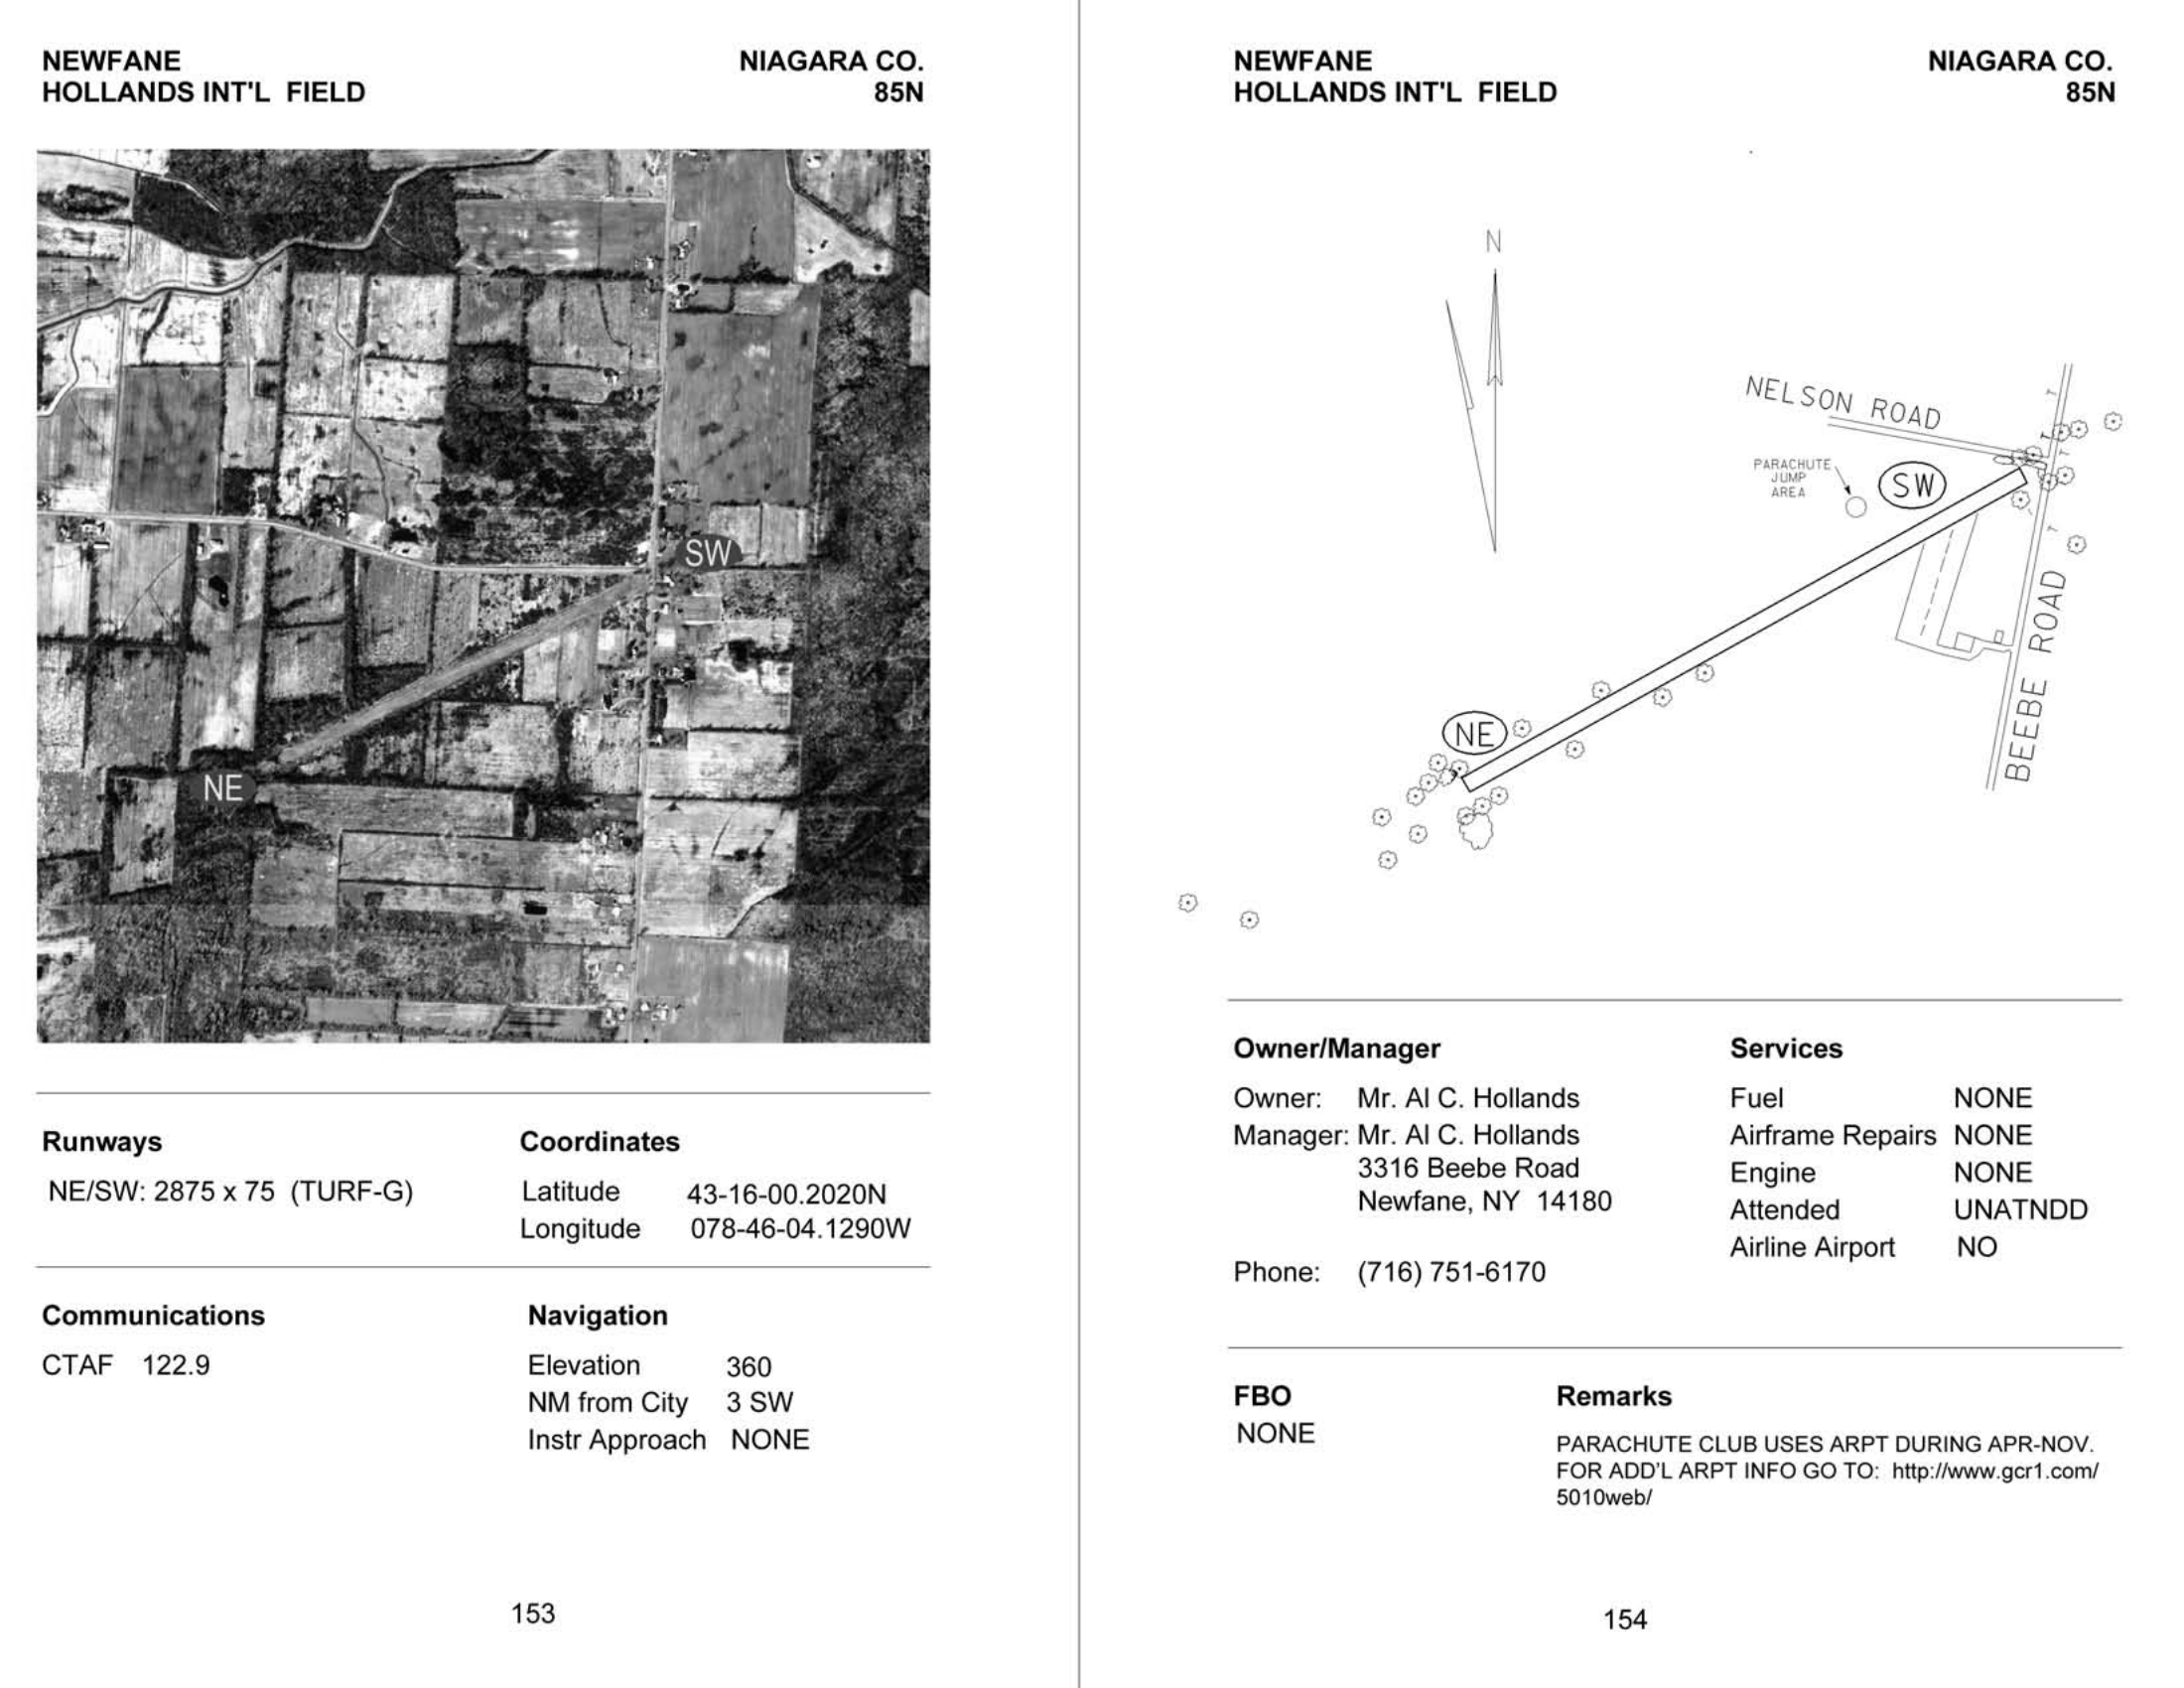 NEWFANE NIAGARA CO.
HOLLANDS INT'L FIELD 85N
SW
NE
Runways
NE/SW: 2875 x 75 (TURF-G)
Coordinates
Latitude 43-16-00.2020N
Longitude 078-46-04.1290W
Communications
CTAF 122.9
Navigation
Elevation 360
NM from City 3 SW
Instr Approach NONE
153
NEWFANE NIAGARA CO.
HOLLANDS INT'L FIELD 85N
N
NELSON ROAD
PARACHUTE
JUMP
AREA
SW
T
T
T
T
T
BEEBE ROAD
NE
Owner/Manager
Owner: Mr. Al C. Hollands
Manager: Mr. Al C. Hollands
3316 Beebe Road
Newfane, NY 14180
Phone: (716) 751-6170
Services
Fuel NONE
Airframe Repairs NONE
Engine NONE
Attended UNATNDD
Airline Airport NO
FBO
NONE
Remarks
PARACHUTE CLUB USES ARPT DURING APR-NOV.
FOR ADD'L ARPT INFO GO TO: http://www.gcr1.com/
5010web/
154